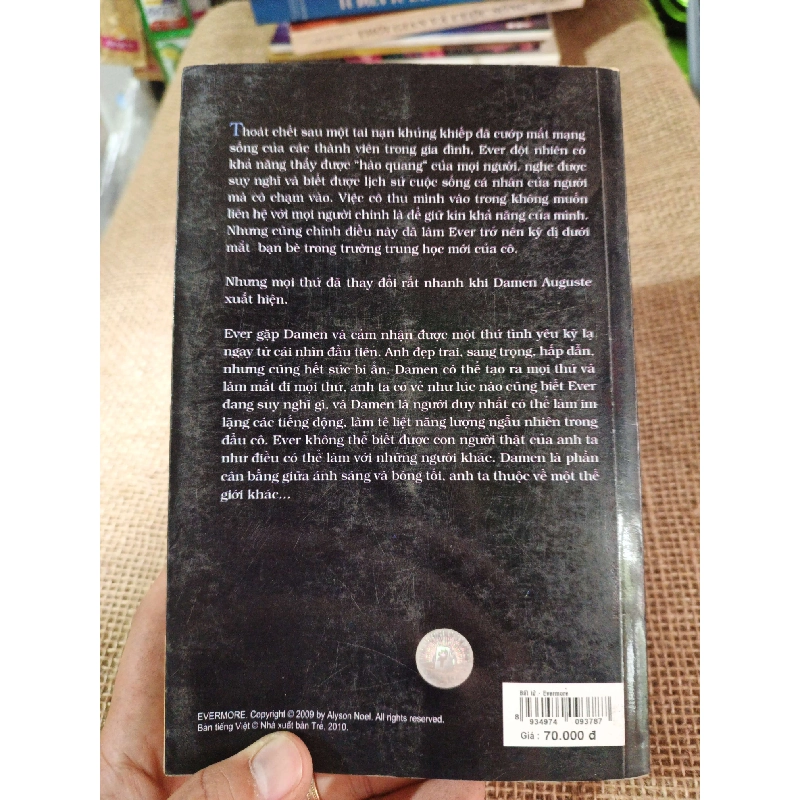 THỜI GIAN VÀ CUỘC SỐNG
Thoát chết sau một tai nạn khủng khiếp đã cướp mất mạng
sống của các thành viên trong gia đình, Ever đột nhiên có
khả năng thấy được "hào quang" của mọi người, nghe được
suy nghĩ và biết được lịch sử cuộc sống cá nhân của người
mà cô chạm vào. Việc cô thu mình vào trong không muốn
liên hệ với mọi người chính là để giữ kín khả năng của mình.
Nhưng cũng chính điều này đã làm Ever trở nên kỳ dị dưới
mắt bạn bè trong trường trung học mới của cô.
Nhưng mọi thứ đã thay đổi rất nhanh khi Damen Auguste
xuất hiện.
Ever gặp Damen và cảm nhận được một thứ tình yêu kỳ lạ
ngay từ cái nhìn đầu tiên. Anh đẹp trai, sang trọng, hấp dẫn,
nhưng cũng hết sức bí ẩn. Damen có thể tạo ra mọi thứ và
làm mất đi mọi thứ, anh ta có vẻ như lúc nào cũng biết Ever
đang suy nghĩ gì, và Damen là người duy nhất có thể làm im
lặng các tiếng động, làm tê liệt năng lượng ngẫu nhiên trong
đầu cô. Ever không thể biết được con người thật của anh ta
như điều cô thể làm với những người khác. Damen là phần
cân bằng giữa ánh sáng và bóng tối, anh ta thuộc về một thế
giới khác...
EVERMORE. Copyright © 2009 by Alyson Noel. All rights reserved.
Bản tiếng Việt © Nhà xuất bản Trẻ, 2010.
Bất tử - Evermore
8 934974 093787
Giá : 70.000 đ